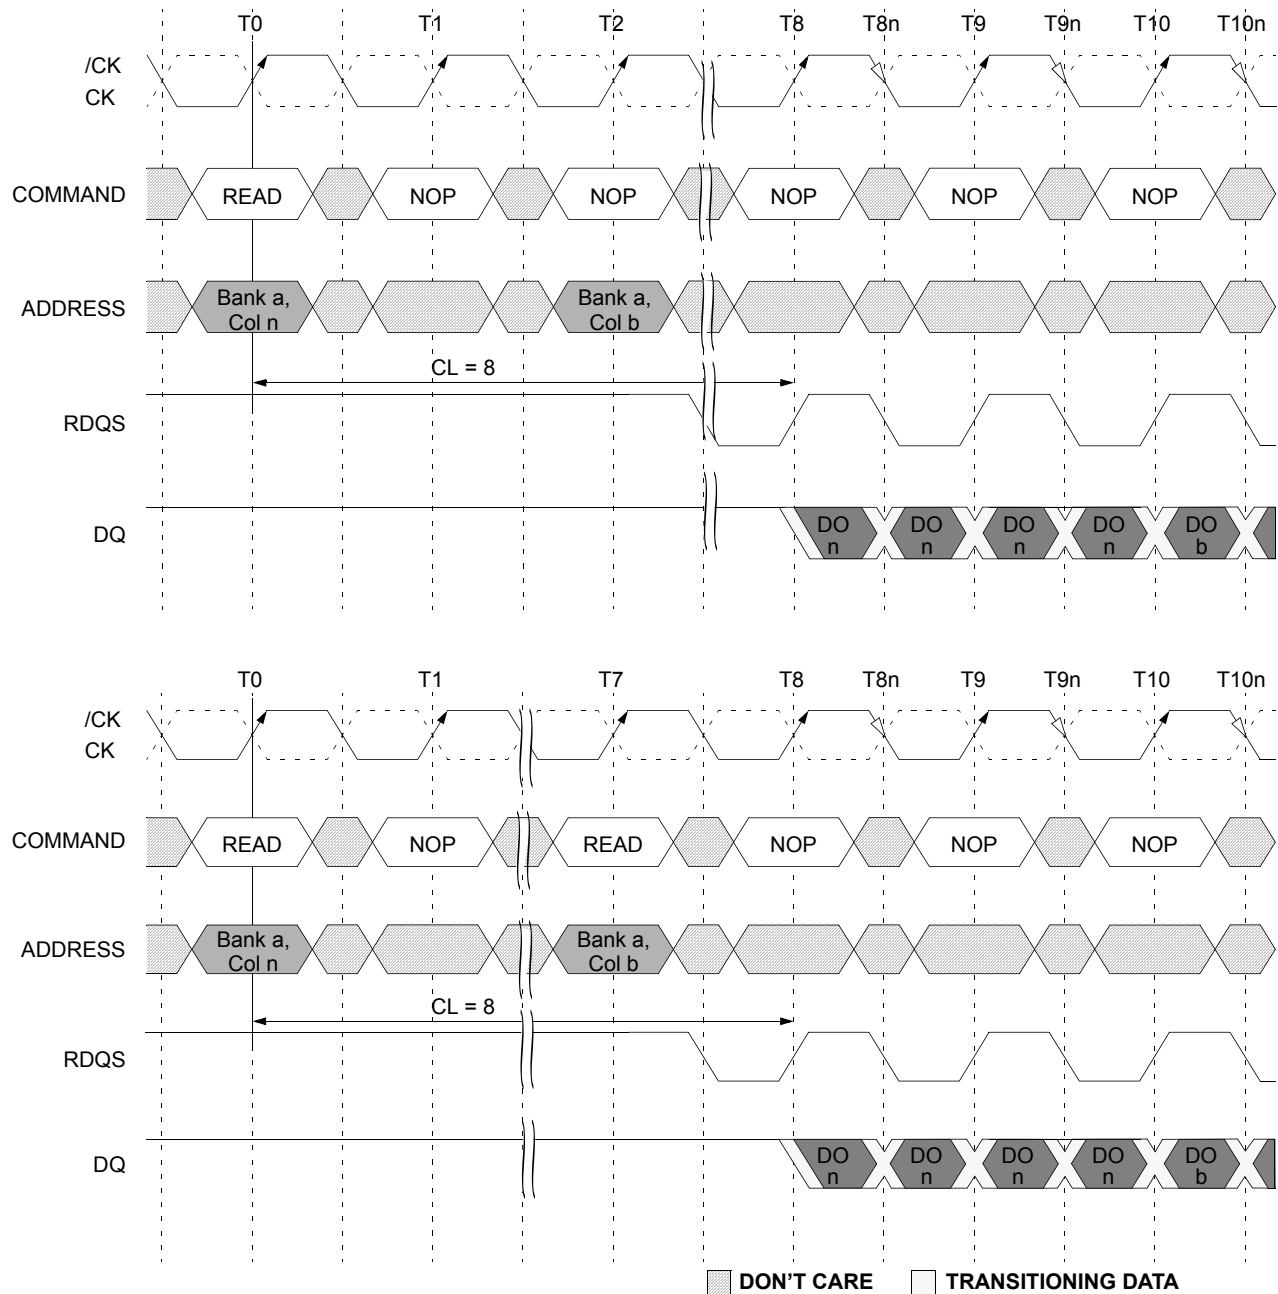 T0 T1 T2 T8 T8n T9 T9n T10 T10n
/CK
CK
COMMAND READ NOP NOP NOP NOP NOP
ADDRESS Bank a, Col n Bank a, Col b
CL = 8
RDQS
DQ DO n DO n DO n DO n DO b
T0 T1 T7 T8 T8n T9 T9n T10 T10n
/CK
CK
COMMAND READ NOP READ NOP NOP NOP
ADDRESS Bank a, Col n Bank a, Col b
CL = 8
RDQS
DQ DO n DO n DO n DO n DO b
DON'T CARE TRANSITIONING DATA